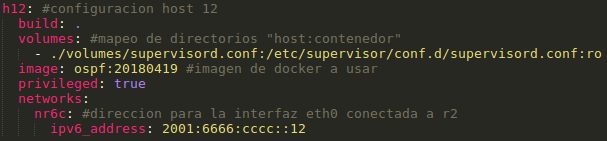 h12: #configuracion host 12
  build: .
  volumes: #mapeo de directorios "host:contenedor"
    - ./volumes/supervisord.conf:/etc/supervisor/conf.d/supervisord.conf:ro
  image: ospf:20180419 #imagen de docker a usar
  privileged: true
  networks:
    nr6c: #direccion para la interfaz eth0 conectada a r2
      ipv6_address: 2001:6666:cccc::12